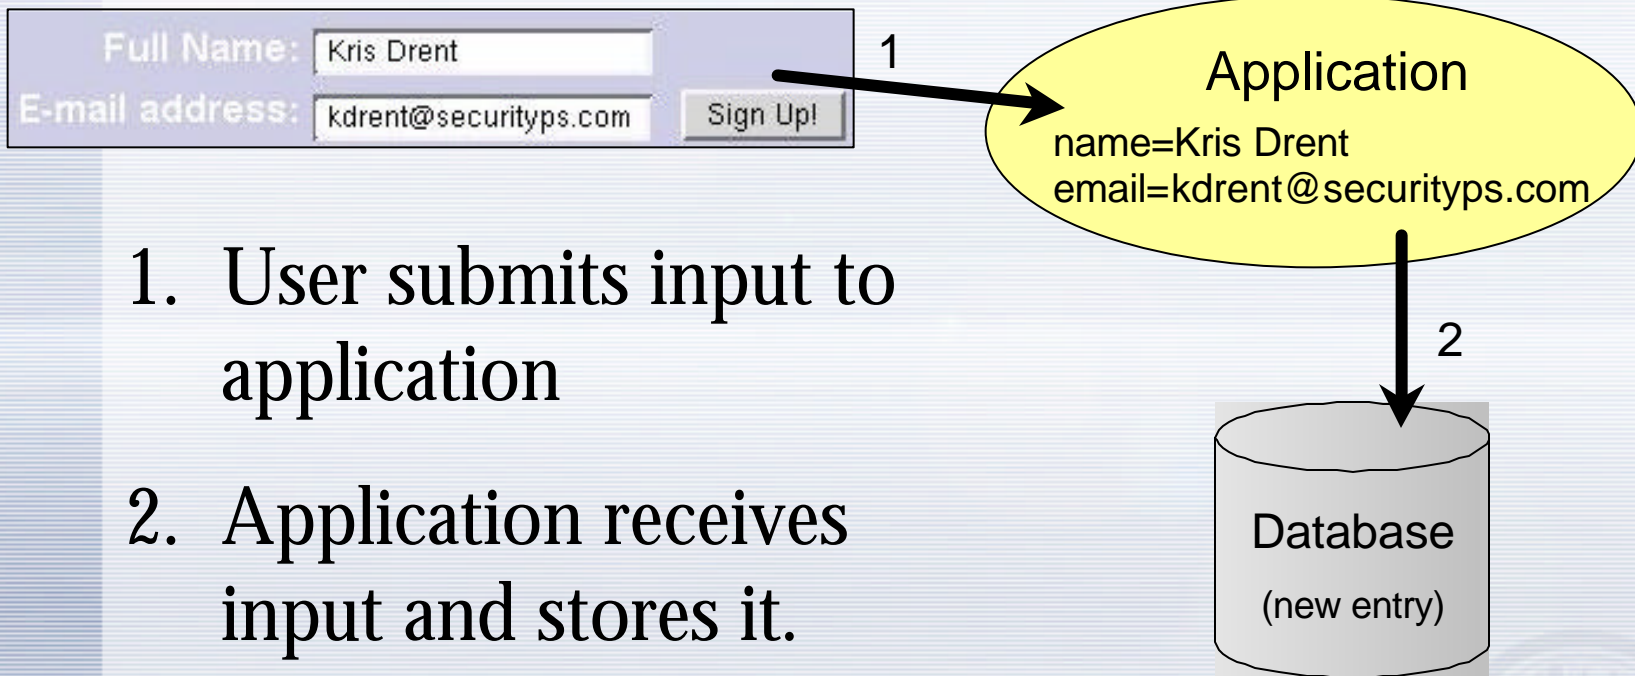 Full Name: Kris Drent
E-mail address: kdrent@securityps.com Sign Up!
1
Application
name=Kris Drent
email=kdrent@securityps.com
1. User submits input to
application
2
2. Application receives
input and stores it.
Database
(new entry)